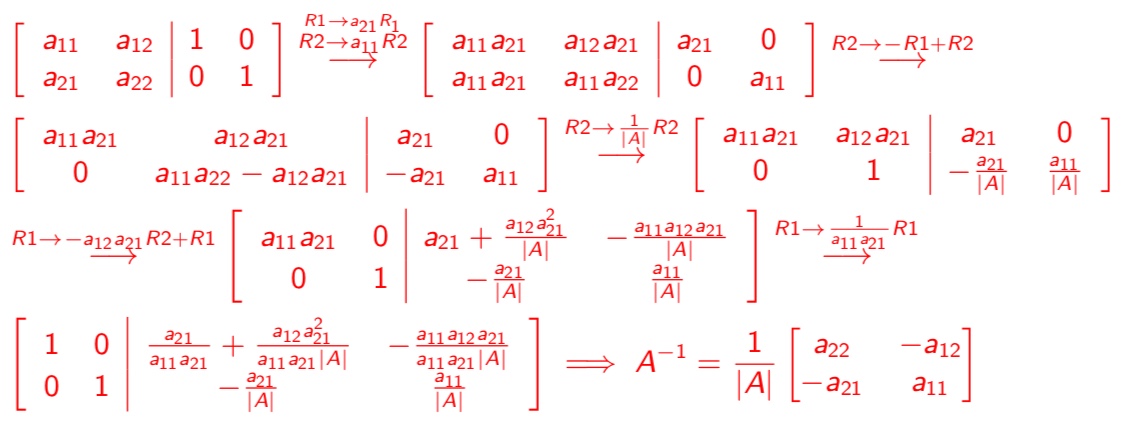 [ a₁₁ a₁₂ | 1 0 ; a₂₁ a₂₂ | 0 1 ] R1→a₂₁R₁ R2→a₁₁R2 ⟶ [ a₁₁a₂₁ a₁₂a₂₁ | a₂₁ 0 ; a₁₁a₂₁ a₁₁a₂₂ | 0 a₁₁ ] R2→−R1+R2 ⟶
[ a₁₁a₂₁ a₁₂a₂₁ | a₂₁ 0 ; 0 a₁₁a₂₂ − a₁₂a₂₁ | −a₂₁ a₁₁ ] R2→1/|A| R2 ⟶ [ a₁₁a₂₁ a₁₂a₂₁ | a₂₁ 0 ; 0 1 | −a₂₁/|A| a₁₁/|A| ]
R1→−a₁₂a₂₁R2+R1 ⟶ [ a₁₁a₂₁ 0 | a₂₁ + a₁₂a₂₁²/|A| −a₁₁a₁₂a₂₁/|A| ; 0 1 | −a₂₁/|A| a₁₁/|A| ] R1→1/(a₁₁a₂₁) R1 ⟶
[ 1 0 | a₂₁/(a₁₁a₂₁) + a₁₂a₂₁²/(a₁₁a₂₁|A|) −a₁₁a₁₂a₂₁/(a₁₁a₂₁|A|) ; 0 1 | −a₂₁/|A| a₁₁/|A| ] ⟹ A⁻¹ = 1/|A| [ a₂₂ −a₁₂ ; −a₂₁ a₁₁ ]